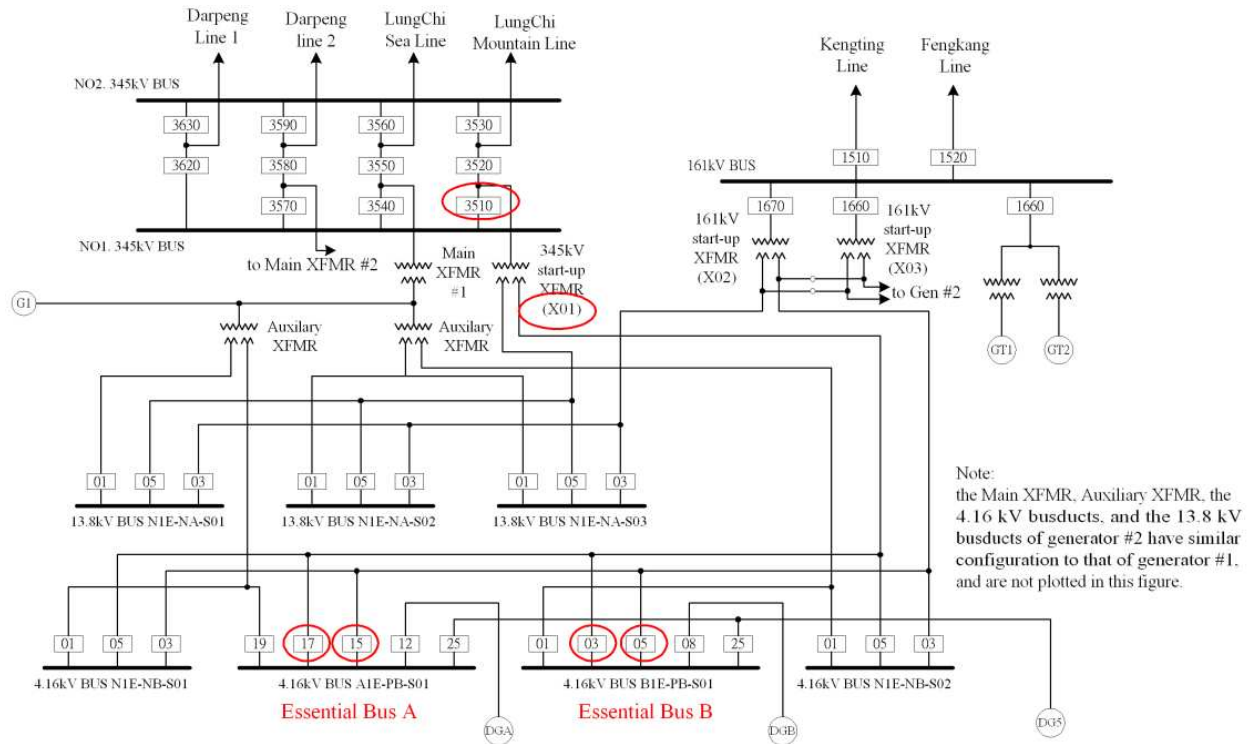 Darpeng
Line 1
Darpeng
line 2
LungChi
Sea Line
LungChi
Mountain Line
Kengting
Line
Fengkang
Line
NO2. 345kV BUS
3630
3590
3560
3530
3620
3580
3550
3520
3570
3540
3510
NO1. 345kV BUS
to Main XFMR #2
Main
XFMR
#1
345kV
start-up
XFMR
(X01)
1510
1520
161kV BUS
1670
1660
1660
161kV
start-up
XFMR
(X02)
161kV
start-up
XFMR
(X03)
to Gen #2
G1
Auxilary
XFMR
Auxilary
XFMR
GT1
GT2
01
05
03
01
05
03
01
05
03
13.8kV BUS N1E-NA-S01
13.8kV BUS N1E-NA-S02
13.8kV BUS N1E-NA-S03
Note:
the Main XFMR, Auxiliary XFMR, the
4.16 kV busducts, and the 13.8 kV
busducts of generator #2 have similar
configuration to that of generator #1,
and are not plotted in this figure.
01
05
03
19
17
15
12
25
01
03
05
08
25
01
05
03
4.16kV BUS N1E-NB-S01
4.16kV BUS A1E-PB-S01
4.16kV BUS B1E-PB-S01
4.16kV BUS N1E-NB-S02
Essential Bus A
Essential Bus B
DGA
DGB
DG5